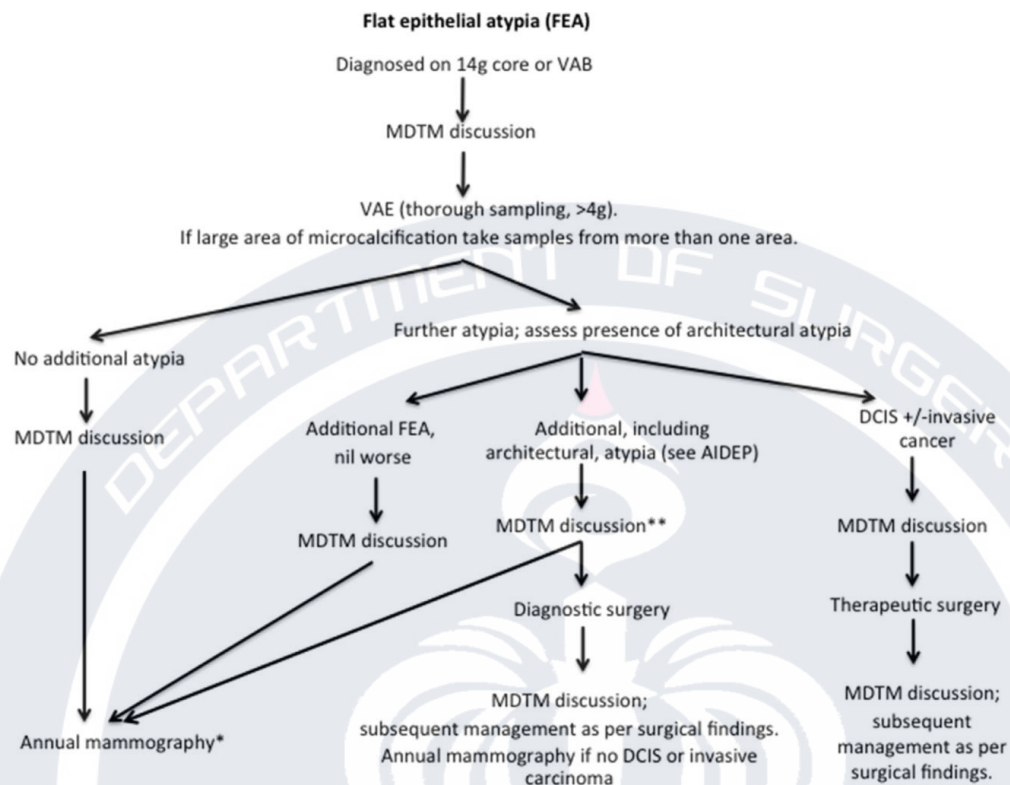 Flat epithelial atypia (FEA)
Diagnosed on 14g core or VAB
MDTM discussion
VAE (thorough sampling, >4g).
If large area of microcalcification take samples from more than one area.
No additional atypia
MDTM discussion
Annual mammography*
Further atypia; assess presence of architectural atypia
Additional FEA,
nil worse
MDTM discussion
Additional, including
architectural, atypia (see AIDEP)
MDTM discussion**
Diagnostic surgery
MDTM discussion;
subsequent management as per surgical findings.
Annual mammography if no DCIS or invasive
carcinoma
DCIS +/-invasive
cancer
MDTM discussion
Therapeutic surgery
MDTM discussion;
subsequent
management as per
surgical findings.
DEPARTMENT OF SURGER